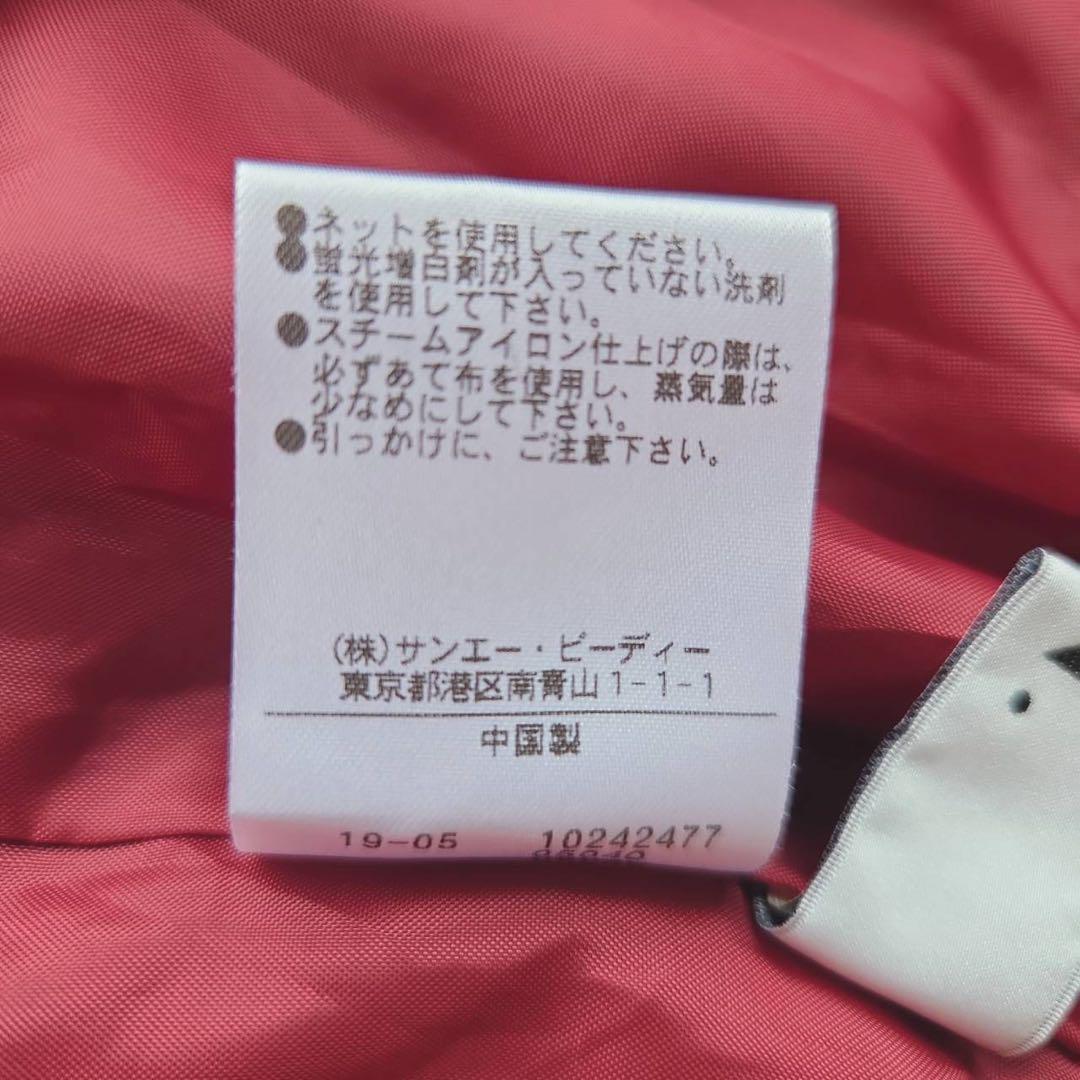 ●ネットを使用してください。
●蛍光増白剤が入っていない洗剤
を使用して下さい。
●スチームアイロン仕上げの際は、
必ずあて布を使用し、蒸気量は
少なめにして下さい。
●引っかけに、ご注意下さい。
(株)サンエー・ビーディー
東京都港区南青山1-1-1
中国製
19-05 10242477